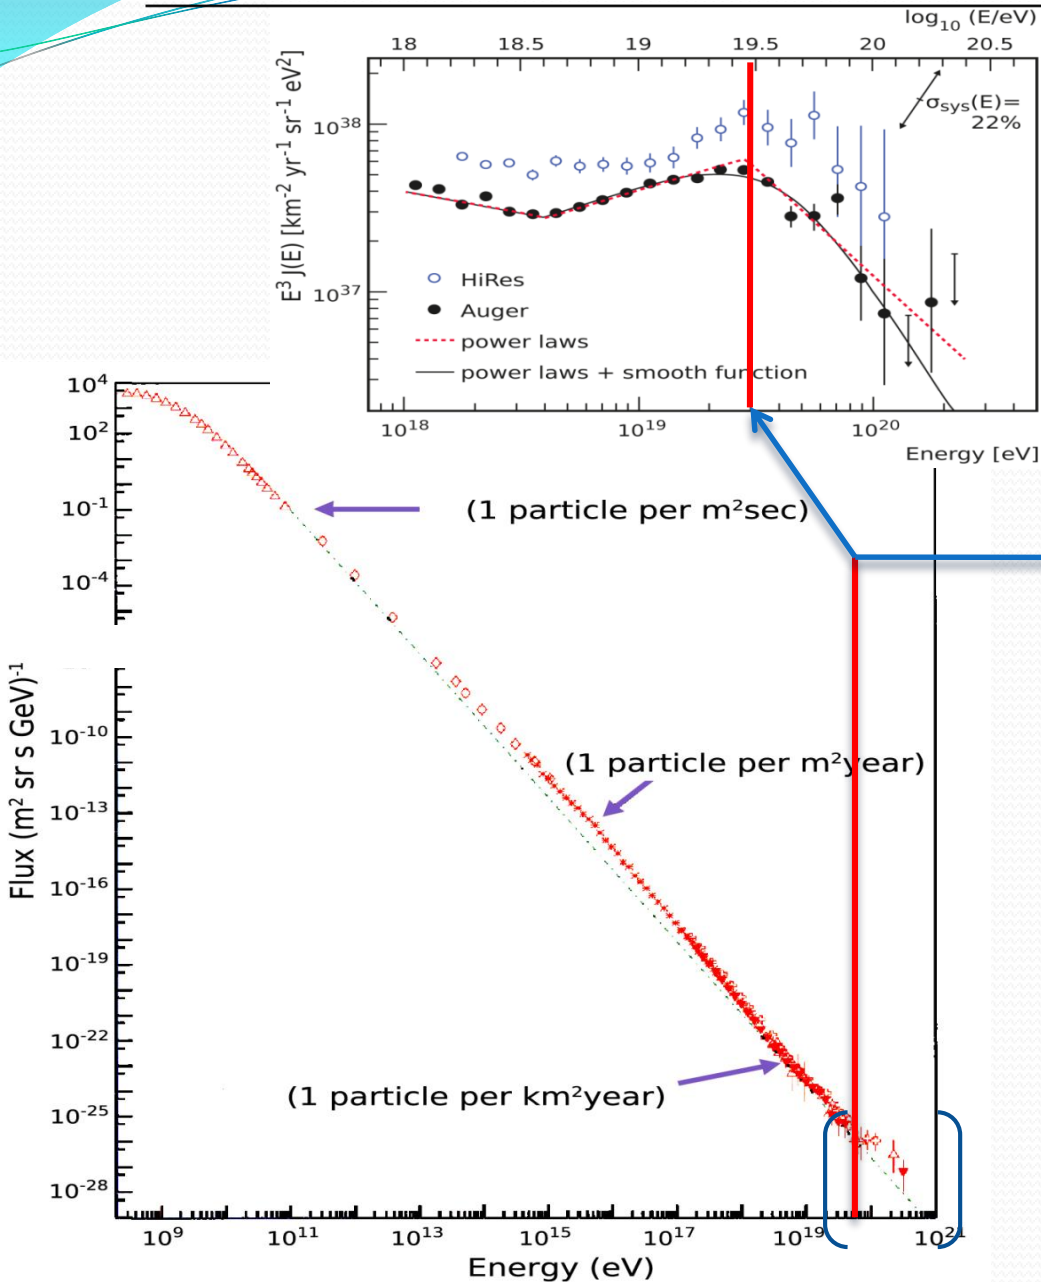 log₁₀ (E/eV)
18 18.5 19 19.5 20 20.5
E³ J(E) [km⁻² yr⁻¹ sr⁻¹ eV²]
10³⁸
10³⁷
σsys(E)=
22%
HiRes
Auger
power laws
power laws + smooth function
10¹⁸ 10¹⁹ 10²⁰
Energy [eV]
Flux (m² sr s GeV)⁻¹
10⁴
10²
10⁻¹
10⁻⁴
10⁻¹⁰
10⁻¹³
10⁻¹⁶
10⁻¹⁹
10⁻²²
10⁻²⁵
10⁻²⁸
(1 particle per m²sec)
(1 particle per m²year)
(1 particle per km²year)
10⁹ 10¹¹ 10¹³ 10¹⁵ 10¹⁷ 10¹⁹ 10²¹
Energy (eV)